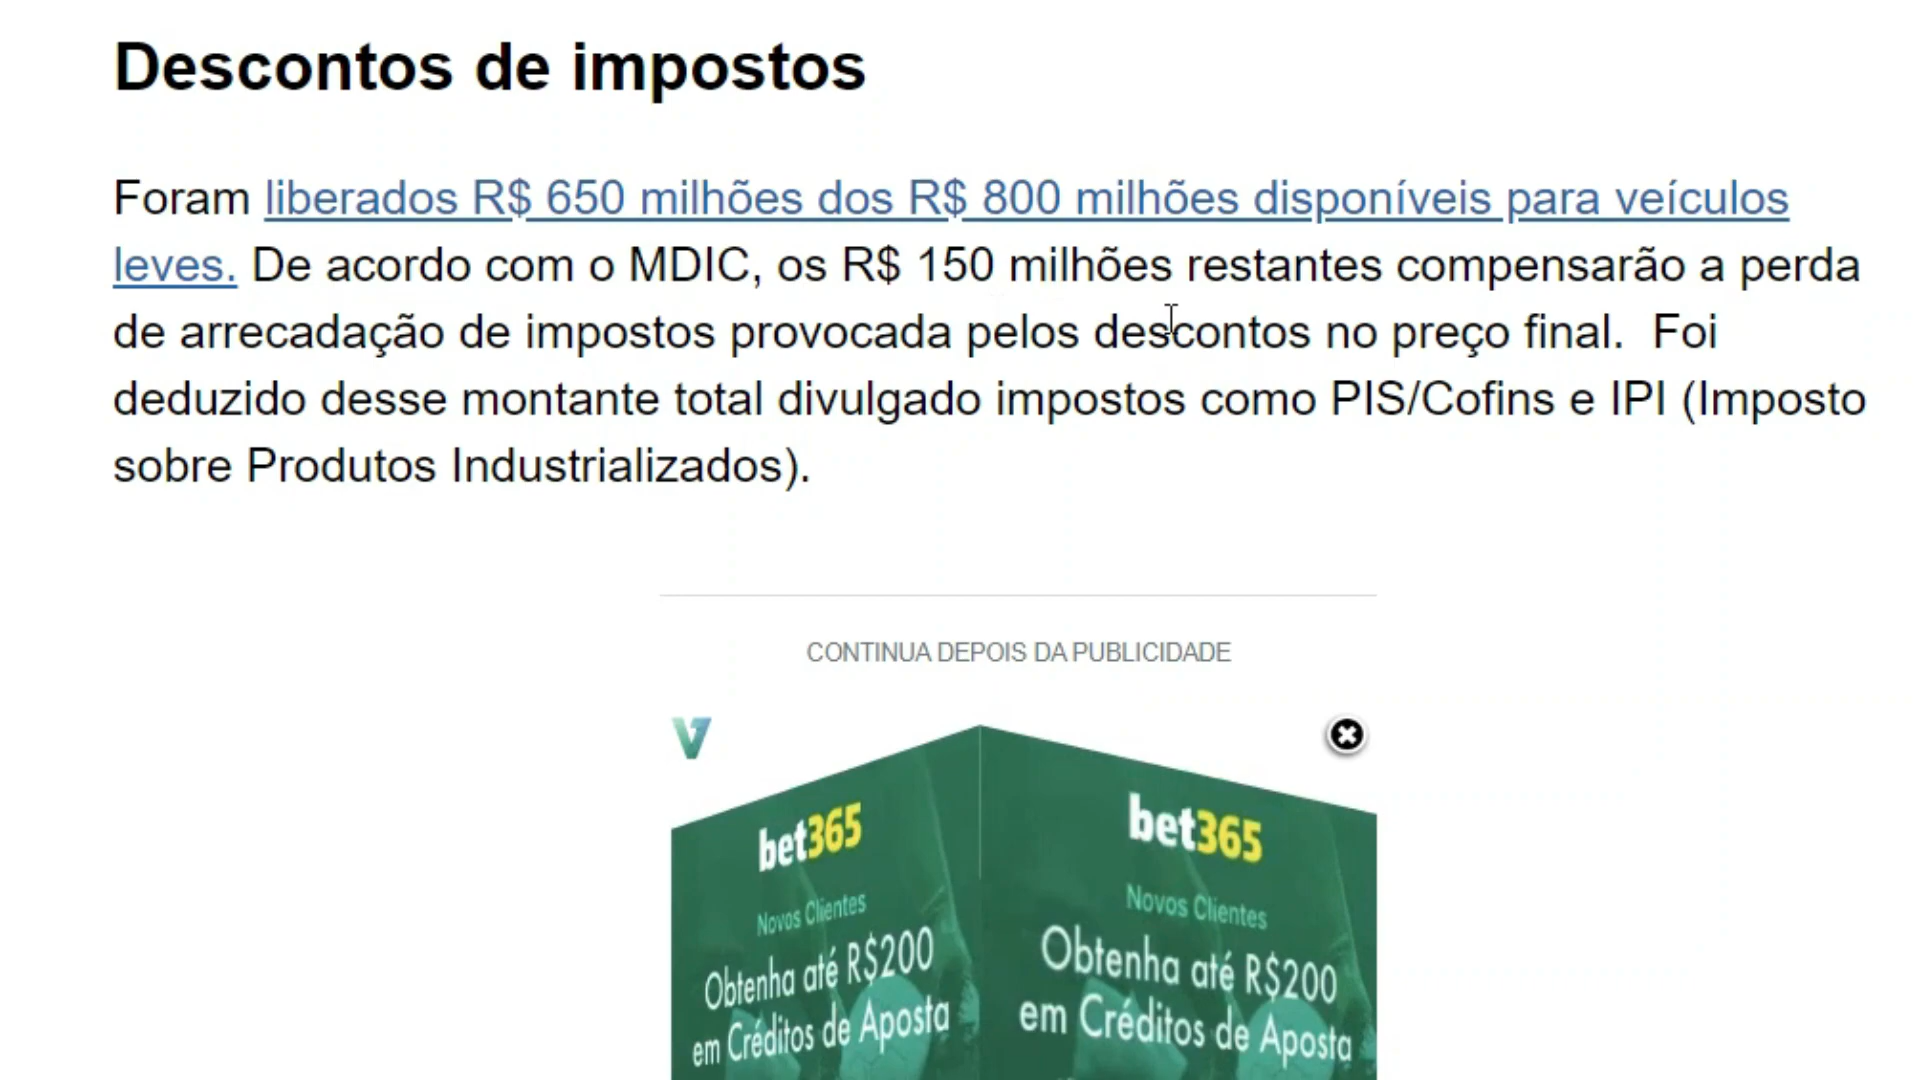 Descontos de impostos
Foram liberados R$ 650 milhões dos R$ 800 milhões disponíveis para veículos
leves. De acordo com o MDIC, os R$ 150 milhões restantes compensarão a perda
de arrecadação de impostos provocada pelos descontos no preço final.  Foi
deduzido desse montante total divulgado impostos como PIS/Cofins e IPI (Imposto
sobre Produtos Industrializados).
CONTINUA DEPOIS DA PUBLICIDADE
bet365
Novos Clientes
Obtenha até R$200
em Créditos de Aposta
bet365
Novos Clientes
Obtenha até R$200
em Créditos de Aposta